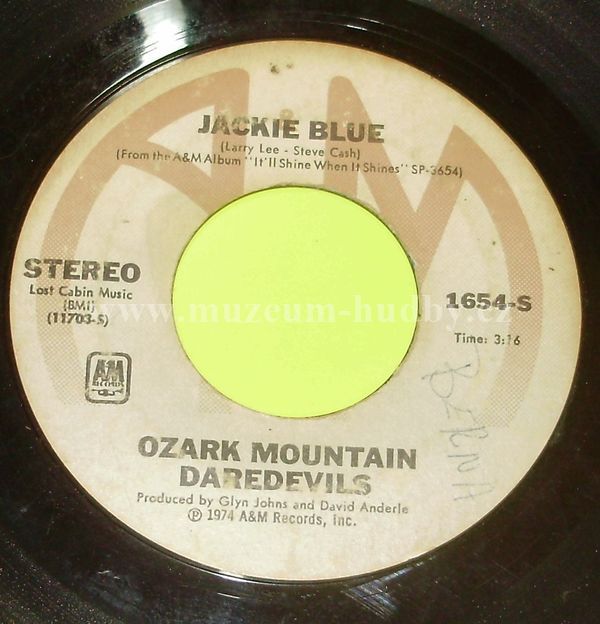 JACKIE BLUE
(Larry Lee - Steve Cash)
(From the A&M Album "It'll Shine When It Shines" SP-3654)
STEREO
Lost Cabin Music
(BMI)
(11703-S)
1654-S
Time: 3:16
www.muzeum-hudby.cz
A&M
RECORDS
OZARK MOUNTAIN
DAREDEVILS
Produced by Glyn Johns and David Anderle
℗ 1974 A&M Records, Inc.